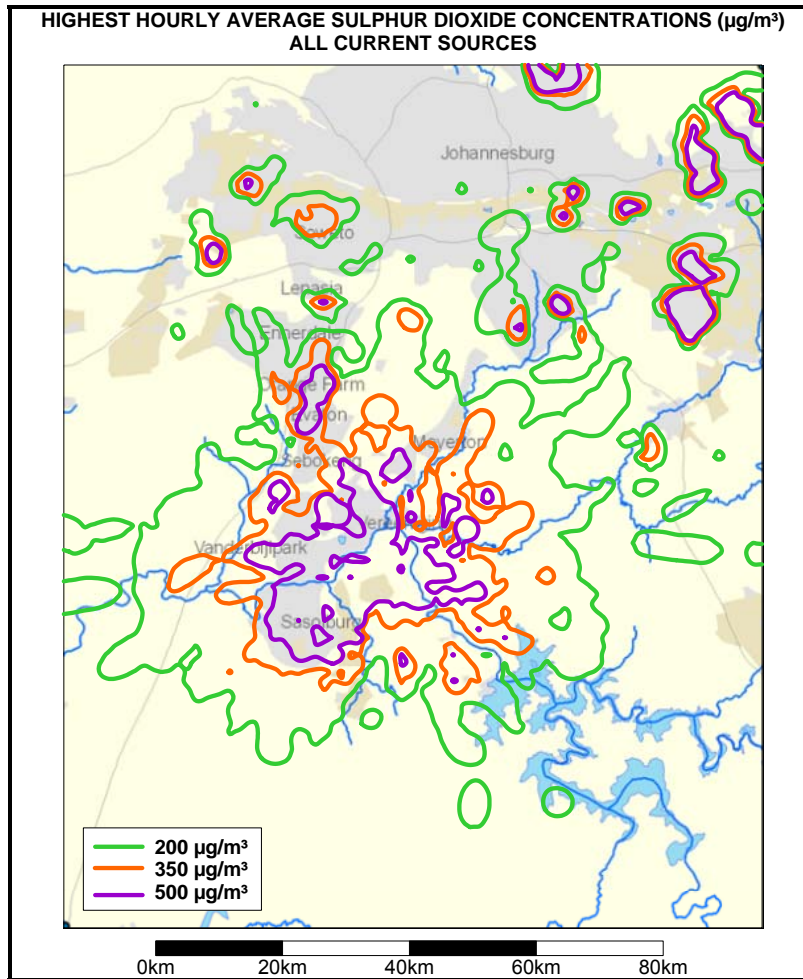 HIGHEST HOURLY AVERAGE SULPHUR DIOXIDE CONCENTRATIONS (µg/m³)
ALL CURRENT SOURCES
Johannesburg
Soweto
Lenasia
Ennerdale
Orange Farm
Evaton
Meyerton
Sebokeng
Vereeniging
Vanderbijlpark
Sasolburg
200 µg/m³
350 µg/m³
500 µg/m³
0km 20km 40km 60km 80km